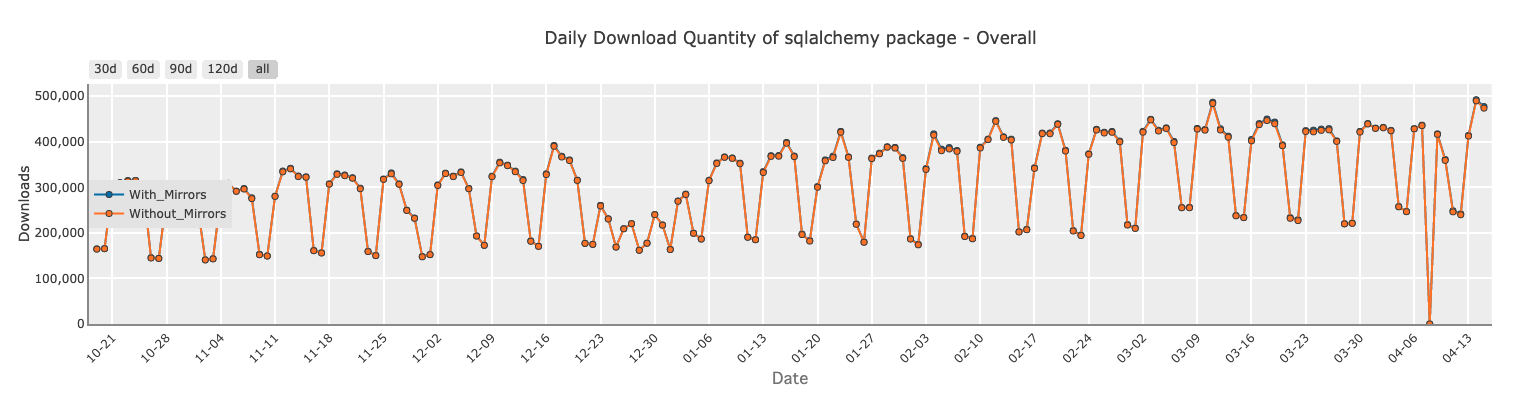 Daily Download Quantity of sqlalchemy package - Overall
30d 60d 90d 120d all
500,000
400,000
300,000
200,000
100,000
0
Downloads
With_Mirrors
Without_Mirrors
10-21 10-28 11-04 11-11 11-18 11-25 12-02 12-09 12-16 12-23 12-30 01-06 01-13 01-20 01-27 02-03 02-10 02-17 02-24 03-02 03-09 03-16 03-23 03-30 04-06 04-13
Date